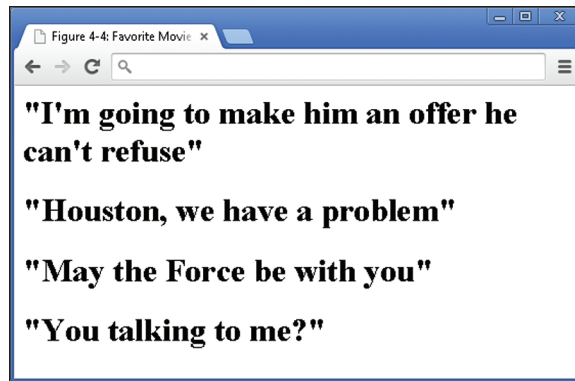 Figure 4-4: Favorite Movie
"I'm going to make him an offer he
can't refuse"
"Houston, we have a problem"
"May the Force be with you"
"You talking to me?"